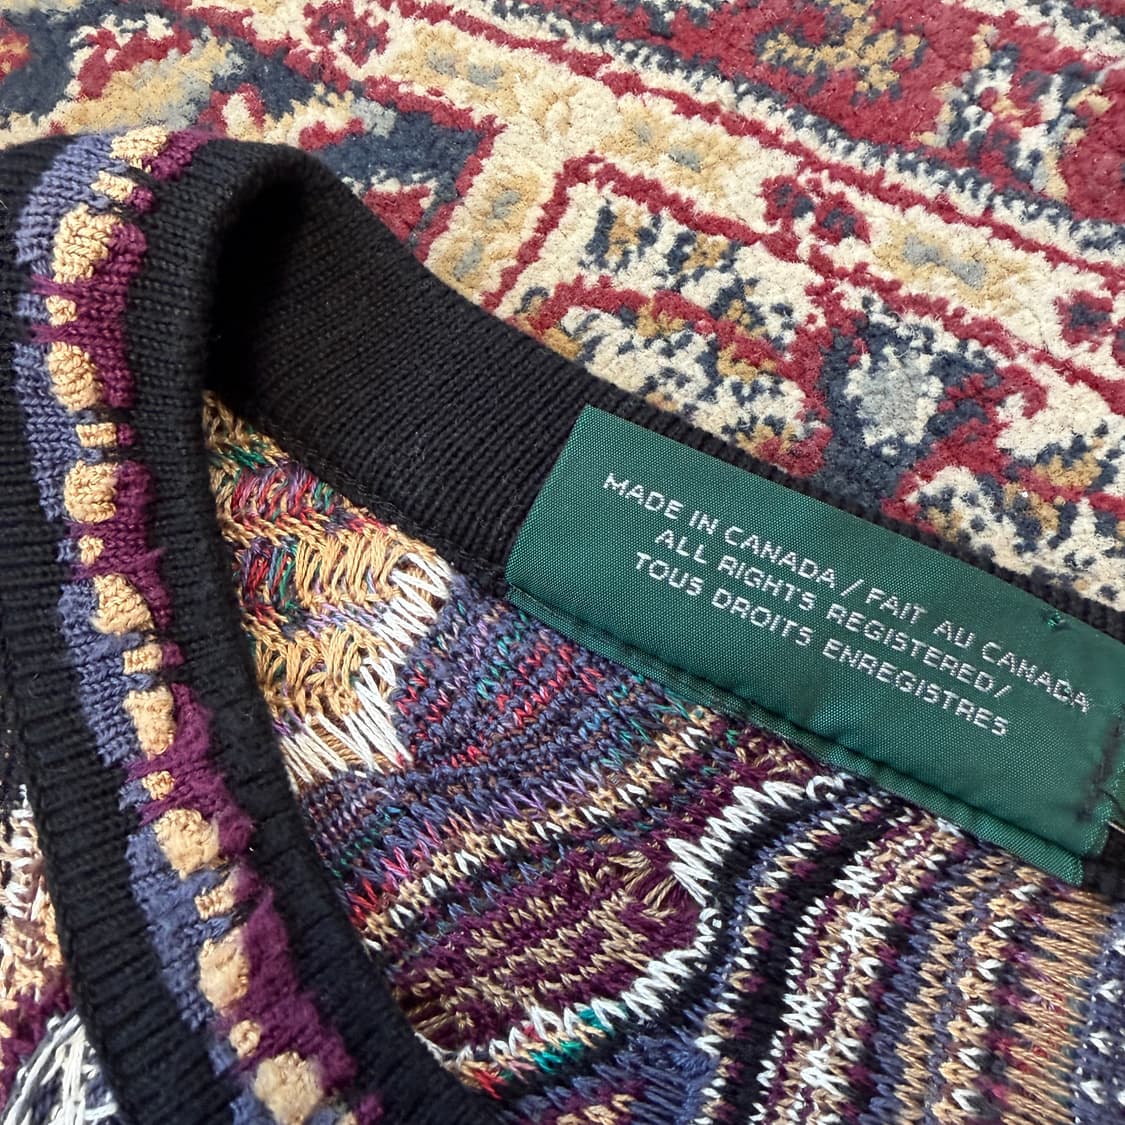 MADE IN CANADA / FAIT AU CANADA
ALL RIGHTS REGISTERED/
TOUS DROITS ENREGISTRES